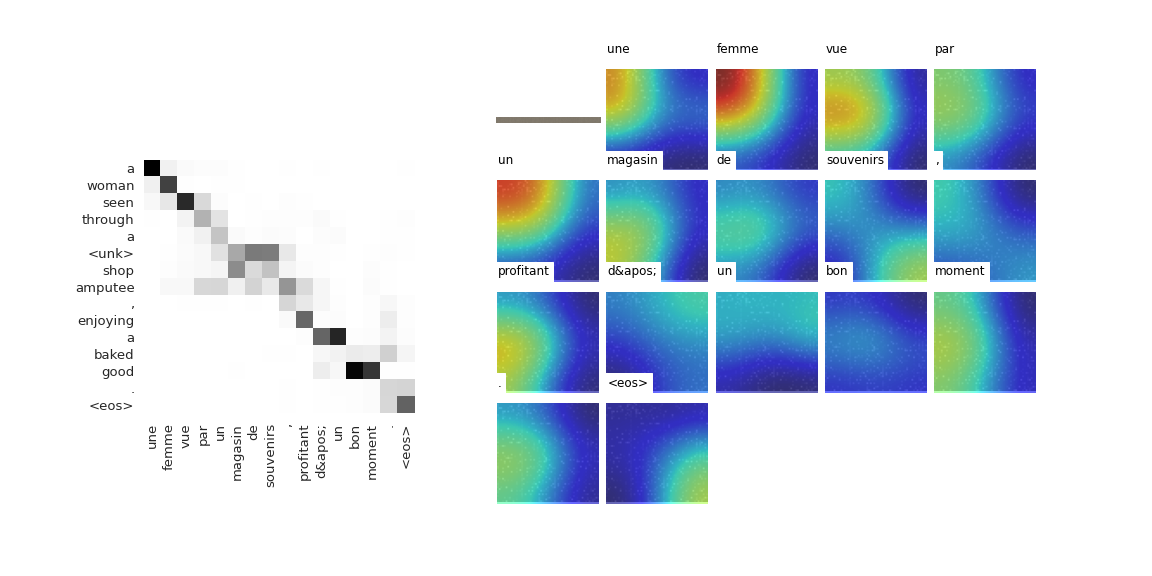 a
woman
seen
through
a
<unk>
shop
amputee
,
enjoying
a
baked
good
.
<eos>
une
femme
vue
par
un
magasin
de
souvenirs
,
profitant
d&apos;
un
bon
moment
.
<eos>
une femme vue par
un magasin de souvenirs ,
profitant d&apos; un bon moment
. <eos>